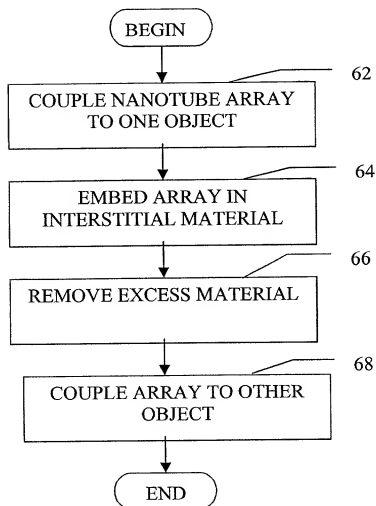 BEGIN
62
COUPLE NANOTUBE ARRAY
TO ONE OBJECT
64
EMBED ARRAY IN
INTERSTITIAL MATERIAL
66
REMOVE EXCESS MATERIAL
68
COUPLE ARRAY TO OTHER
OBJECT
END